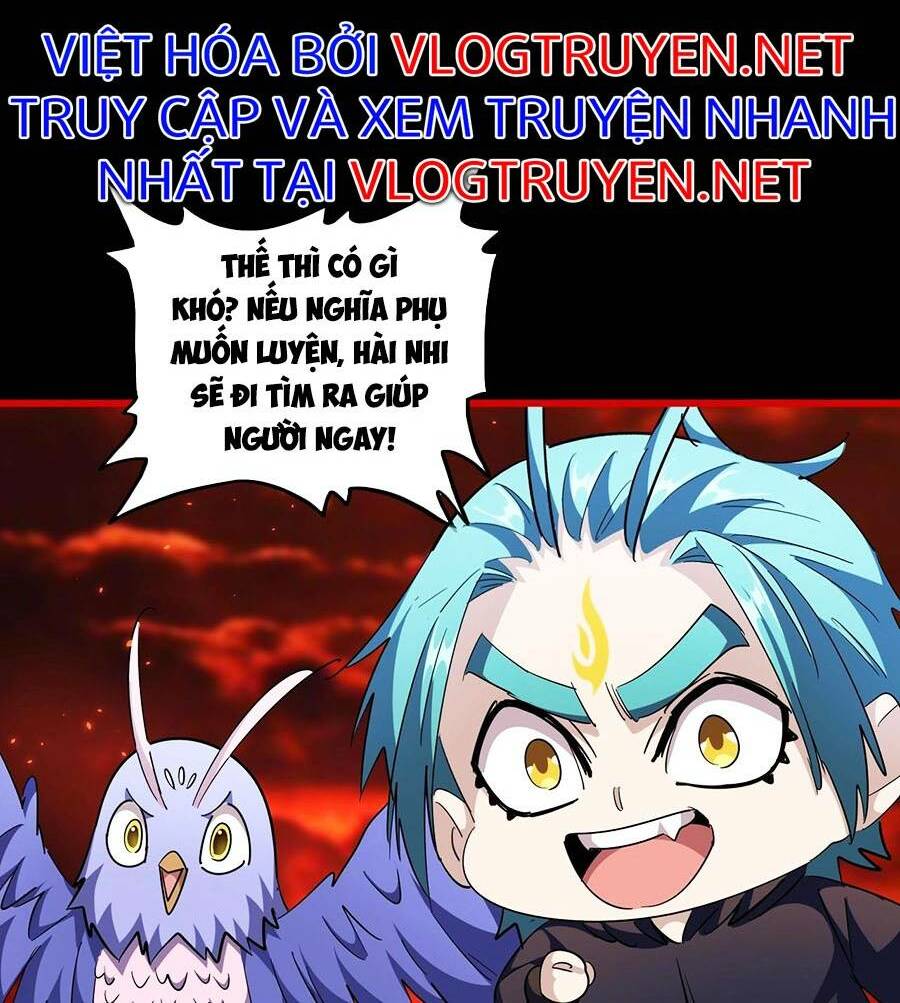 VIỆT HÓA BỞI VLOGTRUYEN.NET
TRUY CẬP VÀ XEM TRUYỆN NHANH
NHẤT TẠI VLOGTRUYEN.NET
THẾ THÌ CÓ GÌ
KHÓ? NẾU NGHĨA PHỤ
MUỐN LUYỆN, HÀI NHI
SẼ ĐI TÌM RA GIÚP
NGƯỜI NGAY!